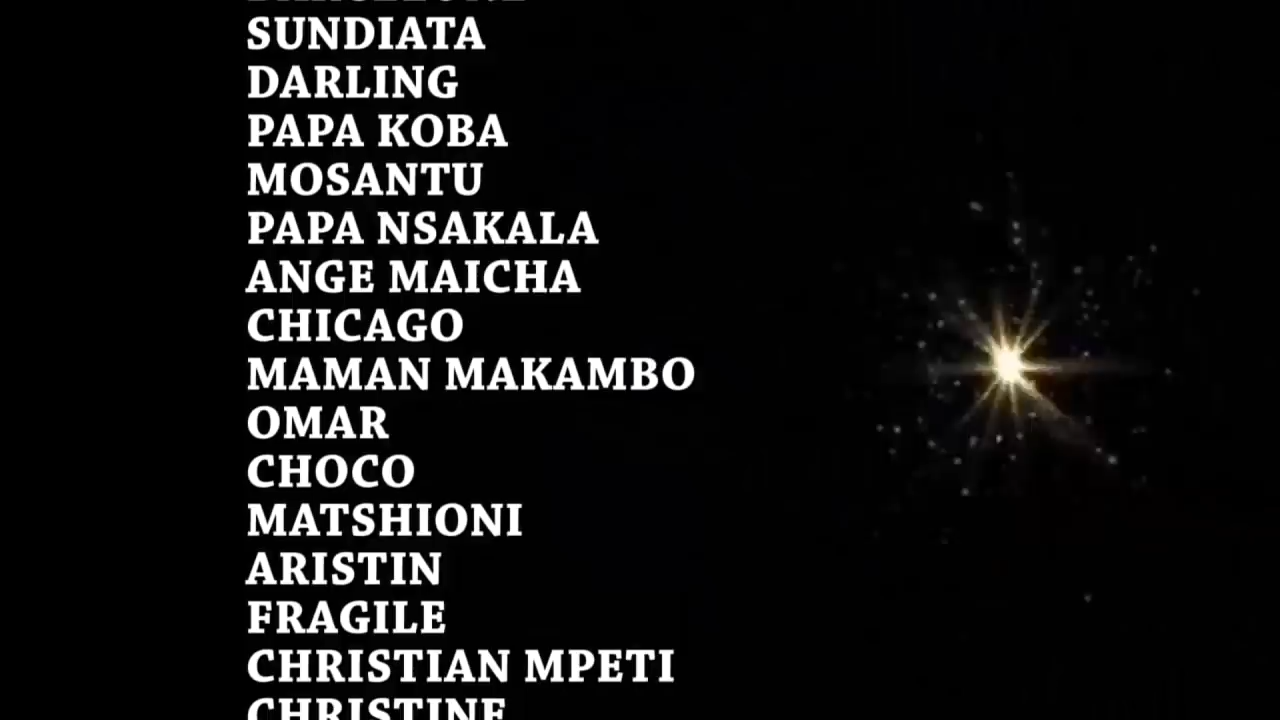 SUNDIATA
DARLING
PAPA KOBA
MOSANTU
PAPA NSAKALA
ANGE MAICHA
CHICAGO
MAMAN MAKAMBO
OMAR
CHOCO
MATSHIONI
ARISTIN
FRAGILE
CHRISTIAN MPETI
CHRISTINE